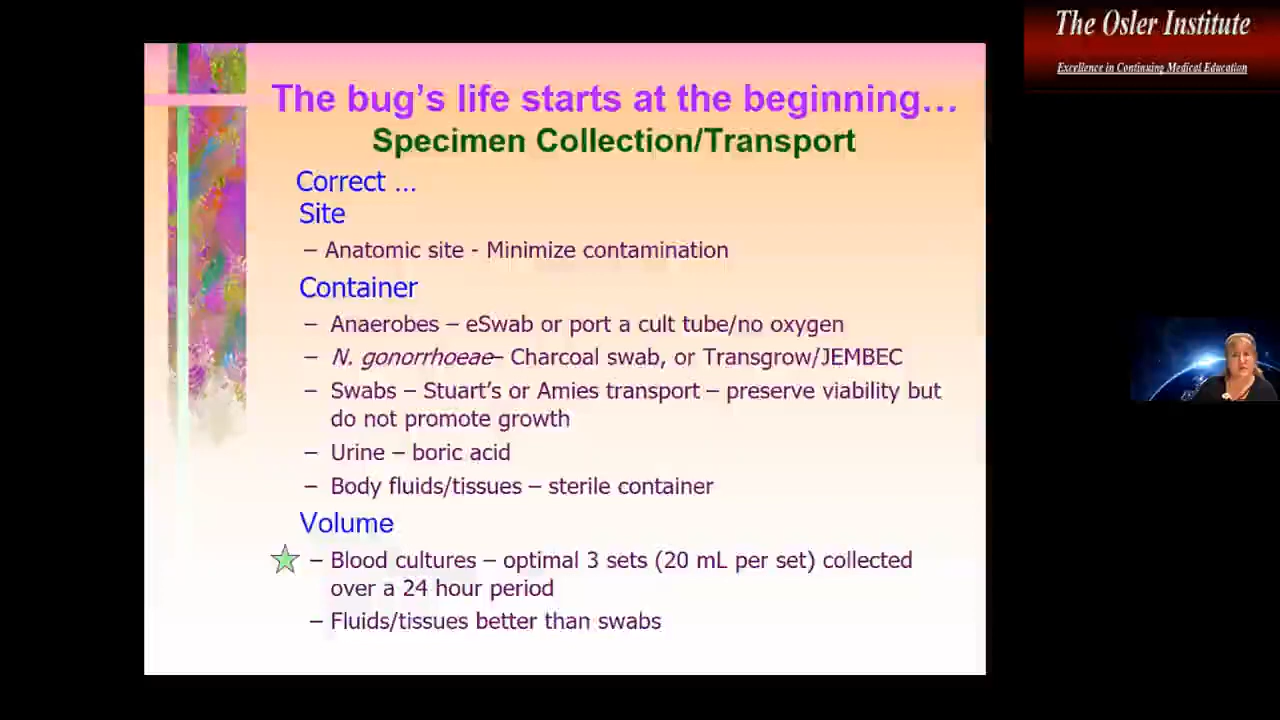 The Osler Institute
Excellence in Continuing Medical Education
The bug's life starts at the beginning…
Specimen Collection/Transport
Correct …
Site
– Anatomic site - Minimize contamination
Container
– Anaerobes – eSwab or port a cult tube/no oxygen
– N. gonorrhoeae– Charcoal swab, or Transgrow/JEMBEC
– Swabs – Stuart's or Amies transport – preserve viability but
do not promote growth
– Urine – boric acid
– Body fluids/tissues – sterile container
Volume
– Blood cultures – optimal 3 sets (20 mL per set) collected
over a 24 hour period
– Fluids/tissues better than swabs